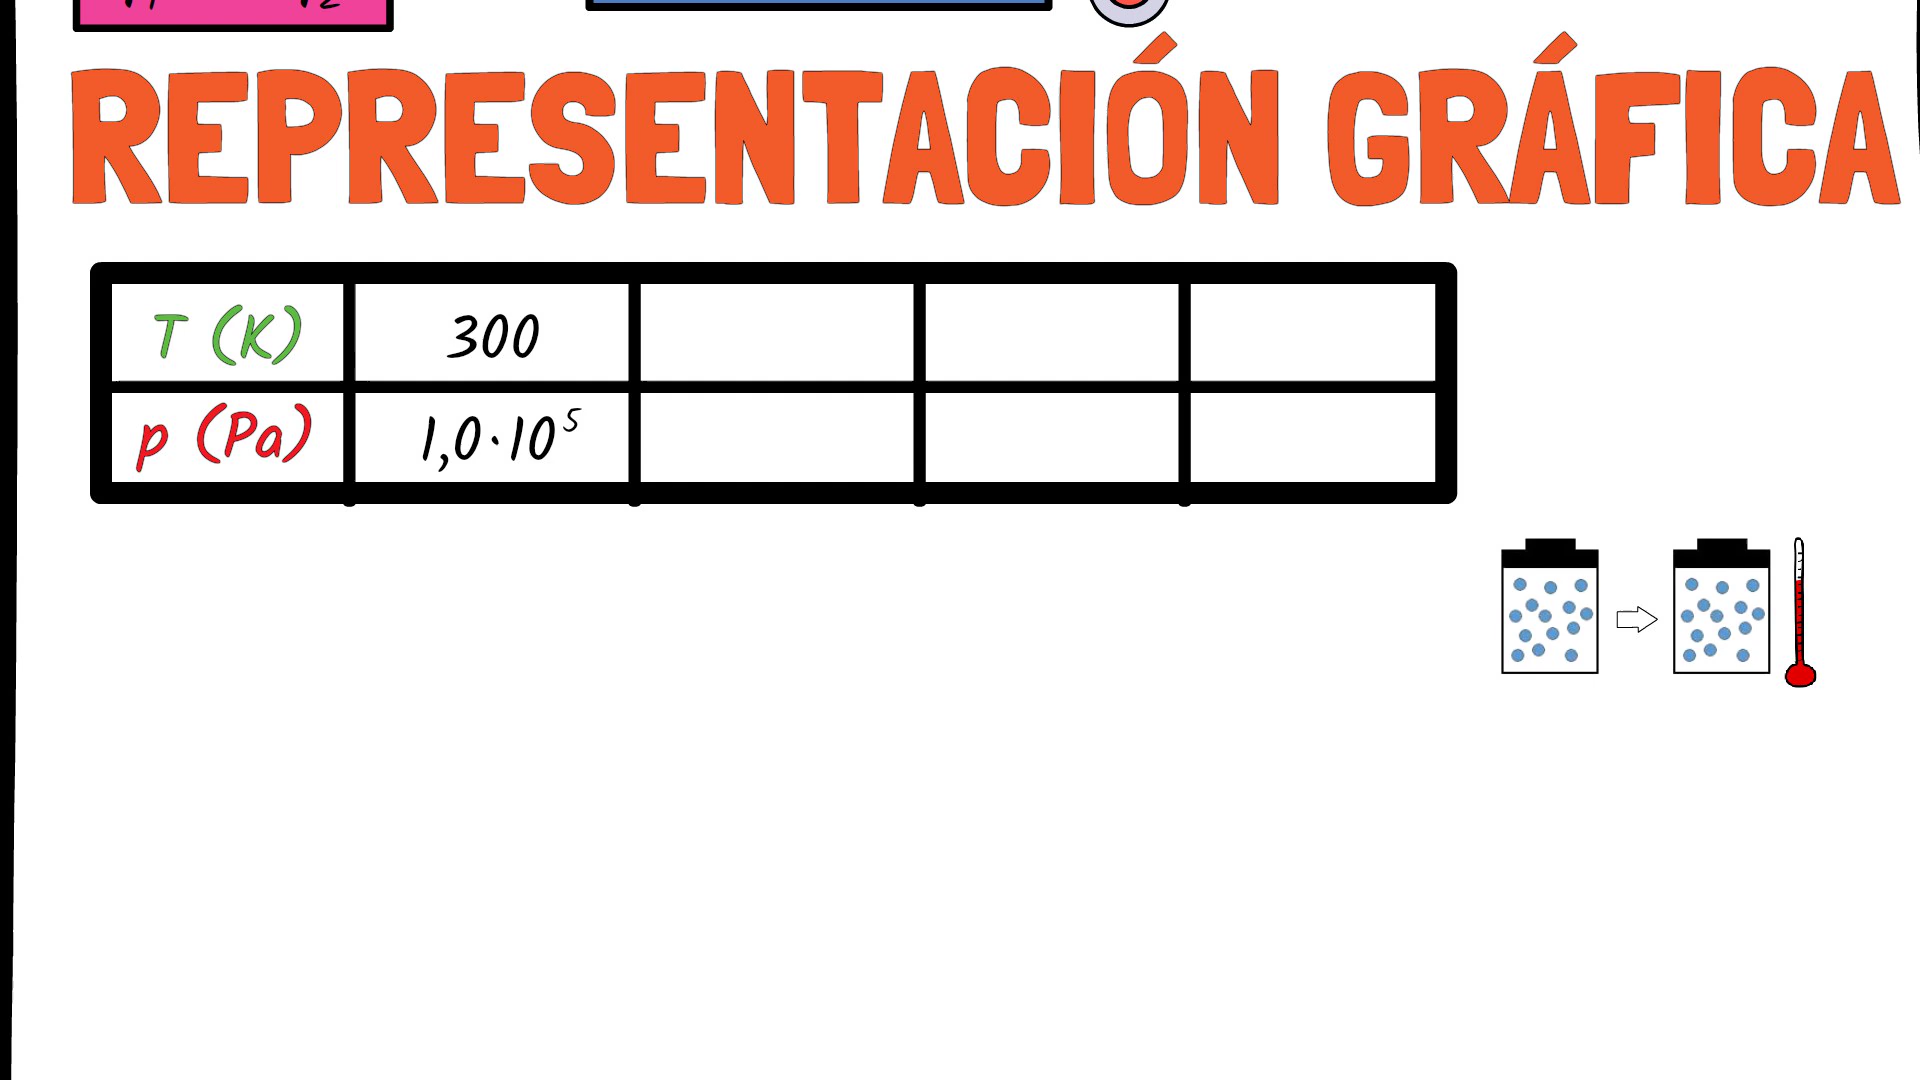 REPRESENTACIÓN GRÁFICA
T (K) 300
p (Pa) 1,0·10⁵